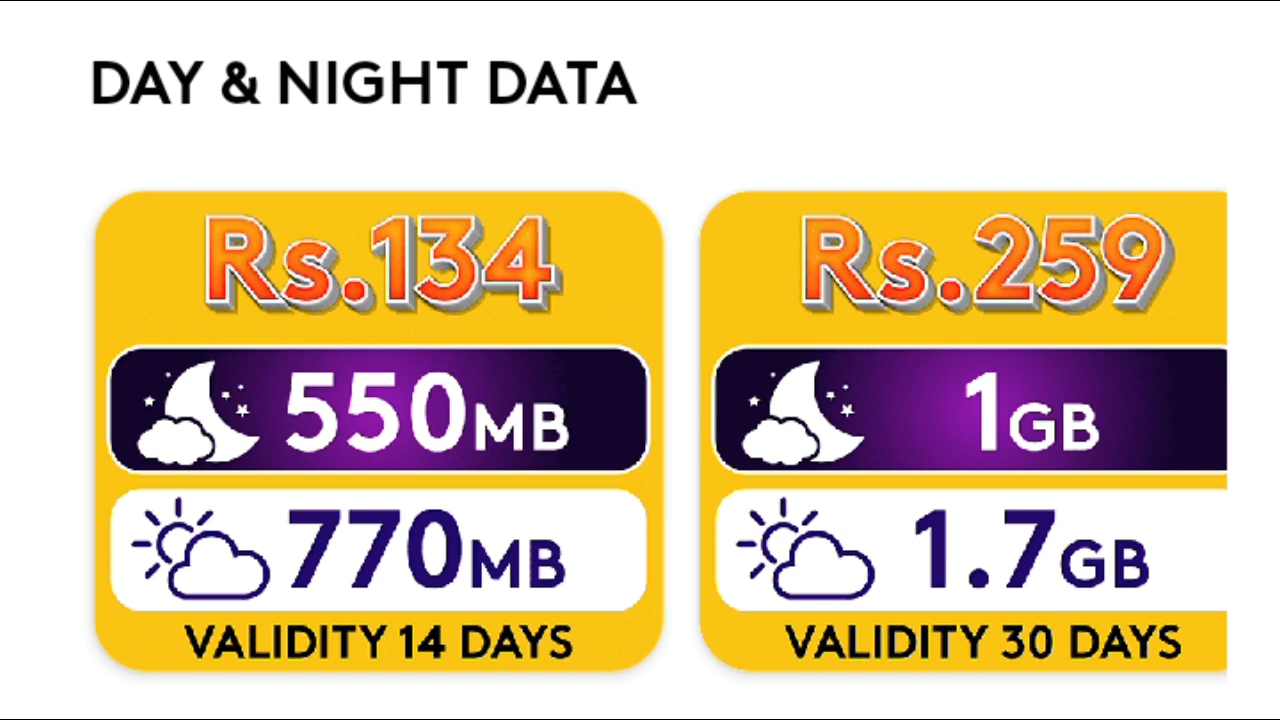 DAY & NIGHT DATA
Rs.134
550MB
770MB
VALIDITY 14 DAYS
Rs.259
1GB
1.7GB
VALIDITY 30 DAYS